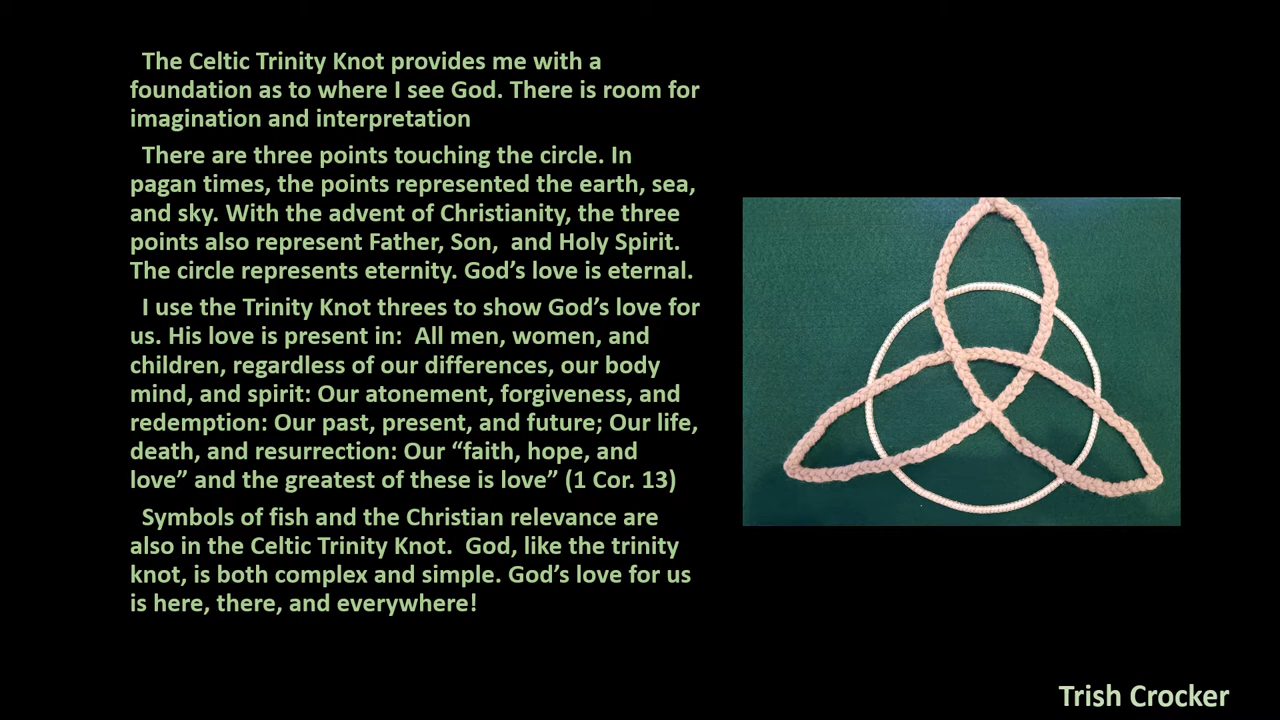 The Celtic Trinity Knot provides me with a
foundation as to where I see God. There is room for
imagination and interpretation
There are three points touching the circle. In
pagan times, the points represented the earth, sea,
and sky. With the advent of Christianity, the three
points also represent Father, Son,  and Holy Spirit.
The circle represents eternity. God’s love is eternal.
I use the Trinity Knot threes to show God’s love for
us. His love is present in:  All men, women, and
children, regardless of our differences, our body
mind, and spirit: Our atonement, forgiveness, and
redemption: Our past, present, and future; Our life,
death, and resurrection: Our “faith, hope, and
love” and the greatest of these is love” (1 Cor. 13)
Symbols of fish and the Christian relevance are
also in the Celtic Trinity Knot.  God, like the trinity
knot, is both complex and simple. God’s love for us
is here, there, and everywhere!
Trish Crocker